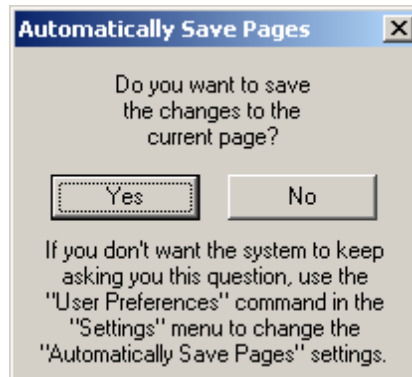 Automatically Save Pages
Do you want to save
the changes to the
current page?
Yes No
If you don't want the system to keep
asking you this question, use the
"User Preferences" command in the
"Settings" menu to change the
"Automatically Save Pages" settings.